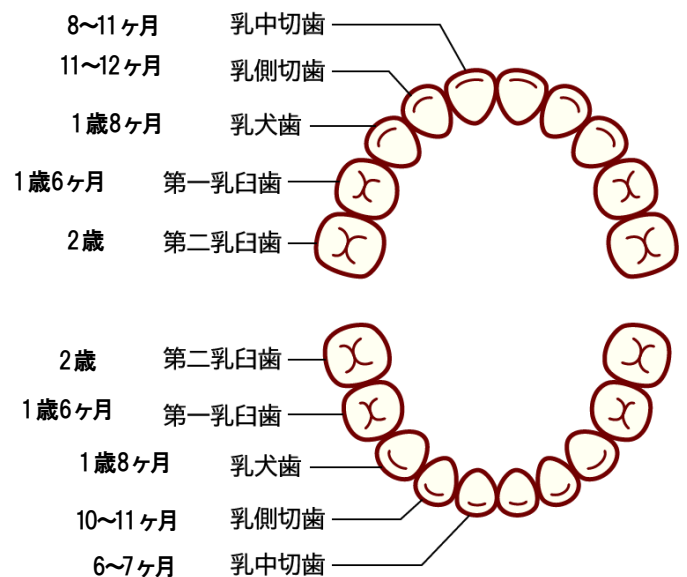 8～11ヶ月 乳中切歯
11～12ヶ月 乳側切歯
1歳8ヶ月 乳犬歯
1歳6ヶ月 第一乳臼歯
2歳 第二乳臼歯
2歳 第二乳臼歯
1歳6ヶ月 第一乳臼歯
1歳8ヶ月 乳犬歯
10～11ヶ月 乳側切歯
6～7ヶ月 乳中切歯